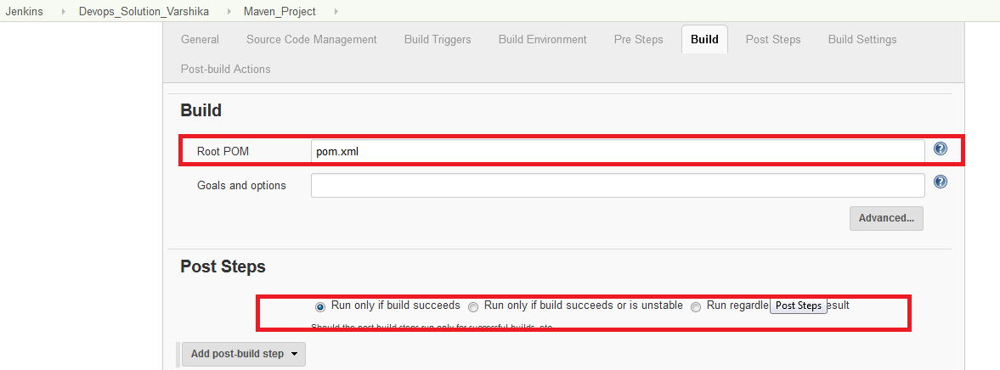 Jenkins Devops_Solution_Varshika Maven_Project
General Source Code Management Build Triggers Build Environment Pre Steps Build Post Steps Build Settings
Post-build Actions
Build
Root POM pom.xml
Goals and options
Advanced...
Post Steps
Run only if build succeeds Run only if build succeeds or is unstable Run regardle Post Steps esult
Should the post-build steps run only for successful builds, etc.
Add post-build step